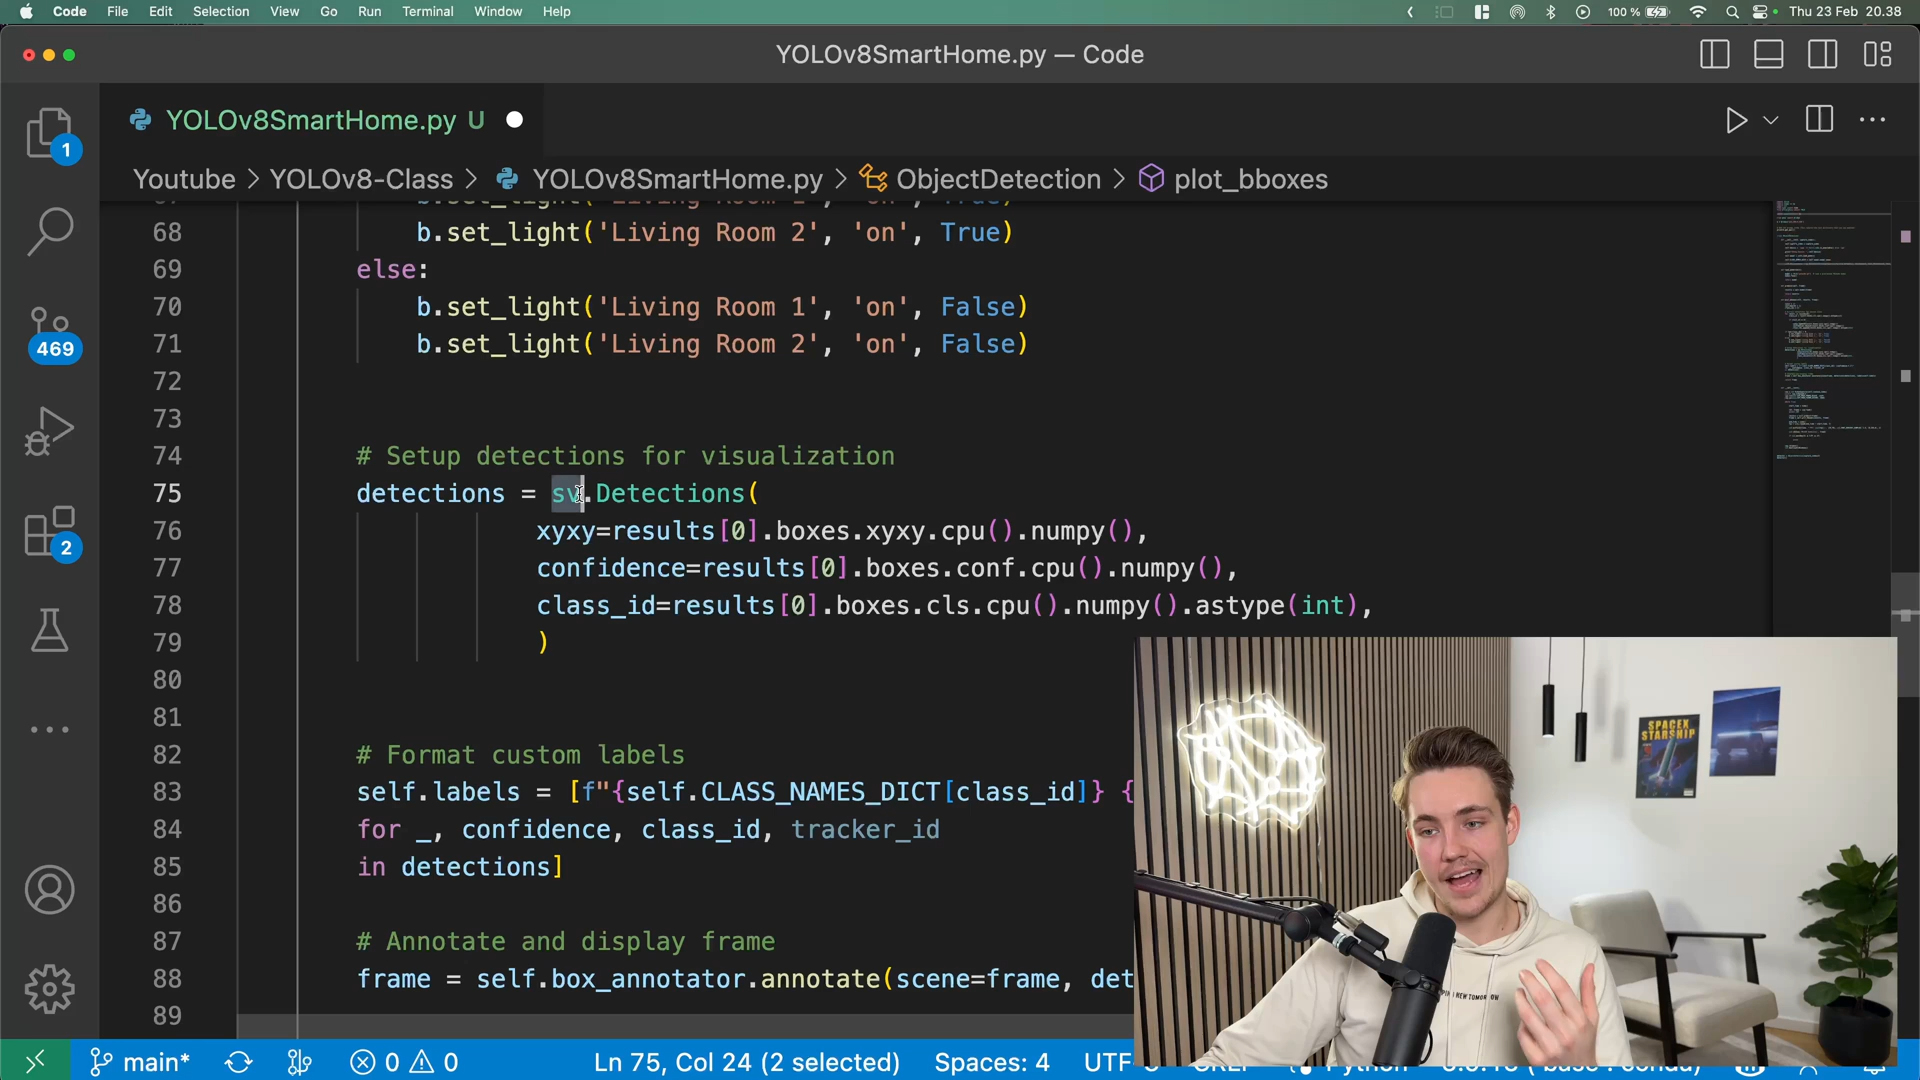 Code File Edit Selection View Go Run Terminal Window Help 100 % Thu 23 Feb 20.38
YOLOv8SmartHome.py — Code
YOLOv8SmartHome.py U
1
Youtube > YOLOv8-Class > YOLOv8SmartHome.py > ObjectDetection > plot_bboxes
68 b.set_light('Living Room 2', 'on', True)
69 else:
70 b.set_light('Living Room 1', 'on', False)
469
71 b.set_light('Living Room 2', 'on', False)
72
73
74 # Setup detections for visualization
75 detections = sv.Detections(
76 xyxy=results[0].boxes.xyxy.cpu().numpy(),
2
77 confidence=results[0].boxes.conf.cpu().numpy(),
78 class_id=results[0].boxes.cls.cpu().numpy().astype(int),
79 )
80
81
82 # Format custom labels
83 self.labels = [f"{self.CLASS_NAMES_DICT[class_id]} {
84 for _, confidence, class_id, tracker_id
85 in detections]
86
87 # Annotate and display frame
88 frame = self.box_annotator.annotate(scene=frame, det
89
SPACEX
STARSHIP
main* 0 0 Ln 75, Col 24 (2 selected) Spaces: 4